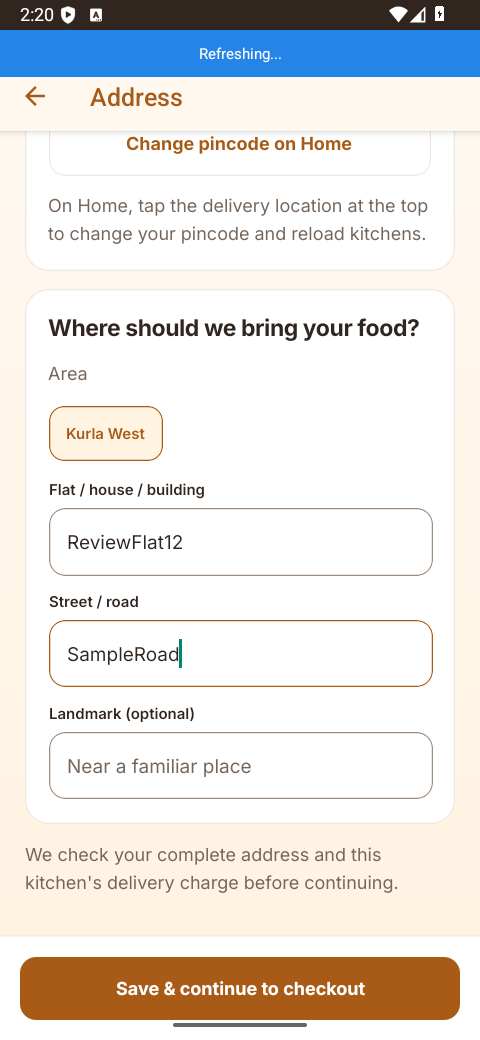 2:20
Refreshing...
Address
Change pincode on Home
On Home, tap the delivery location at the top
to change your pincode and reload kitchens.
Where should we bring your food?
Area
Kurla West
Flat / house / building
ReviewFlat12
Street / road
SampleRoad
Landmark (optional)
Near a familiar place
We check your complete address and this
kitchen's delivery charge before continuing.
Save & continue to checkout